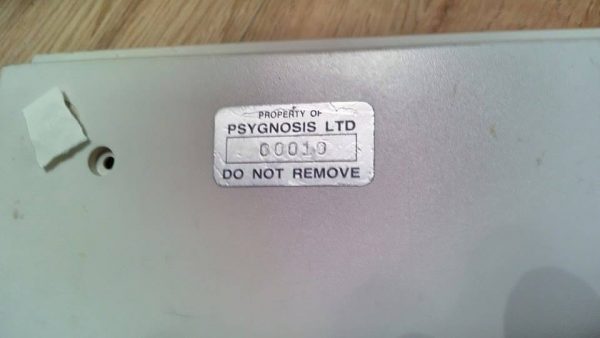 PROPERTY OF
PSYGNOSIS LTD
00010
DO NOT REMOVE